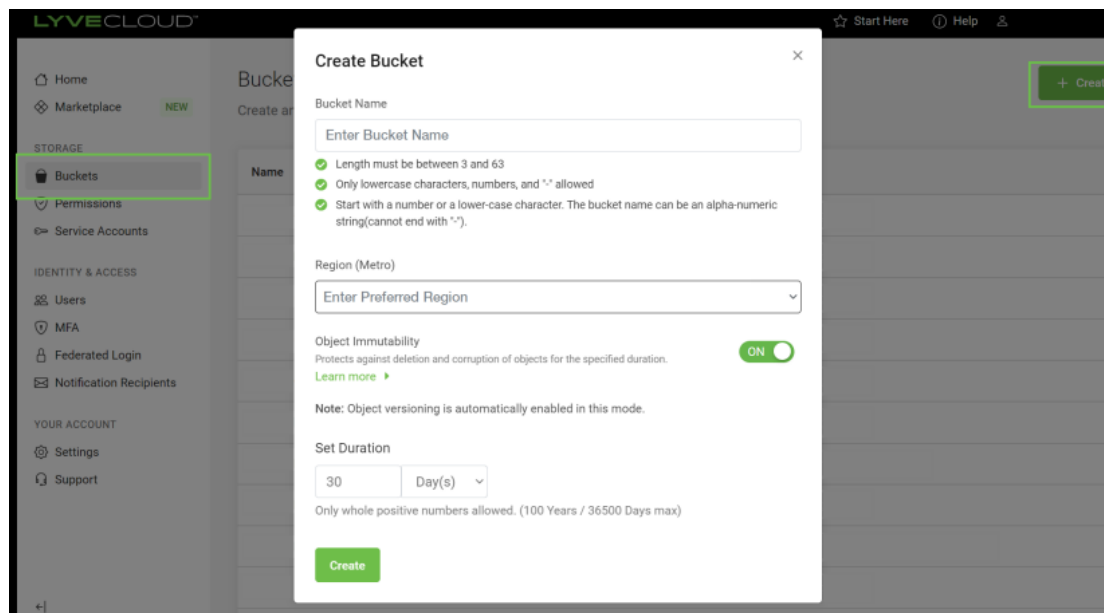 LYVECLOUD™
Start Here
Help
Home
Marketplace NEW
STORAGE
Buckets
Permissions
Service Accounts
IDENTITY & ACCESS
Users
MFA
Federated Login
Notification Recipients
YOUR ACCOUNT
Settings
Support
Bucke
Create an
+ Creat
Name
Create Bucket
Bucket Name
Enter Bucket Name
Length must be between 3 and 63
Only lowercase characters, numbers, and "-" allowed
Start with a number or a lower-case character. The bucket name can be an alpha-numeric
string(cannot end with "-").
Region (Metro)
Enter Preferred Region
Object Immutability
Protects against deletion and corruption of objects for the specified duration.
ON
Learn more
Note: Object versioning is automatically enabled in this mode.
Set Duration
30 Day(s)
Only whole positive numbers allowed. (100 Years / 36500 Days max)
Create